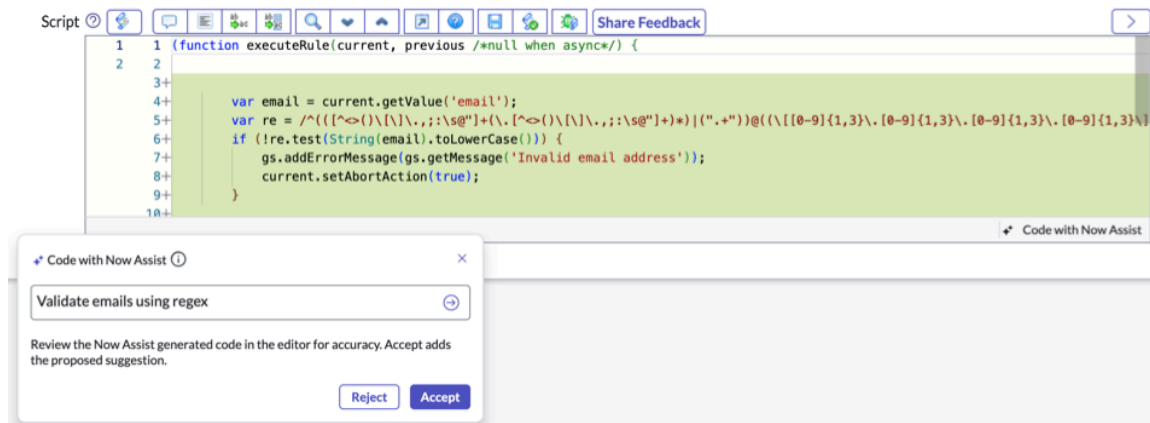 Script
Share Feedback
1 1 (function executeRule(current, previous /*null when async*/) {
2 2
3+
4+ var email = current.getValue('email');
5+ var re = /^(([^<>()\[\]\.,;:\s@"]+(\.[^<>()\[\]\.,;:\s@"]+)*)|(".+"))@((\[[0-9]{1,3}\.[0-9]{1,3}\.[0-9]{1,3}\.[0-9]{1,3}\]
6+ if (!re.test(String(email).toLowerCase())) {
7+ gs.addErrorMessage(gs.getMessage('Invalid email address'));
8+ current.setAbortAction(true);
9+ }
10+
Code with Now Assist
Code with Now Assist
Validate emails using regex
Review the Now Assist generated code in the editor for accuracy. Accept adds
the proposed suggestion.
Reject Accept